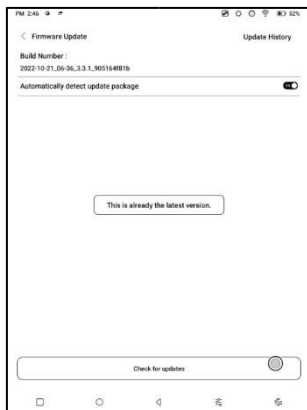 PM 2:46 52%
Firmware Update Update History
Build Number :
2022-10-21_06-36_3.3.1_905164f81b
Automatically detect update package
This is already the latest version.
Check for updates